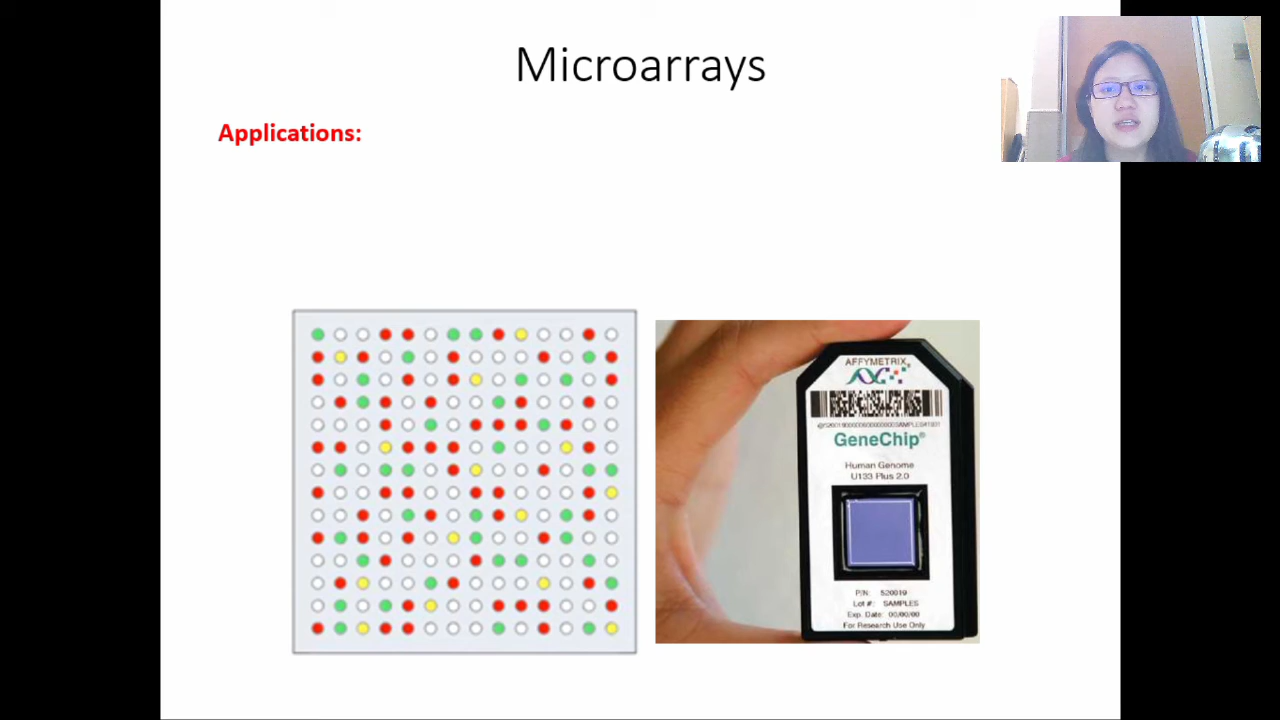 Microarrays
Applications:
AFFYMETRIX
GeneChip®
Human Genome
U133 Plus 2.0
P/N: 520019
Lot #: SAMPLES
Exp. Date: 00/00/00
For Research Use Only